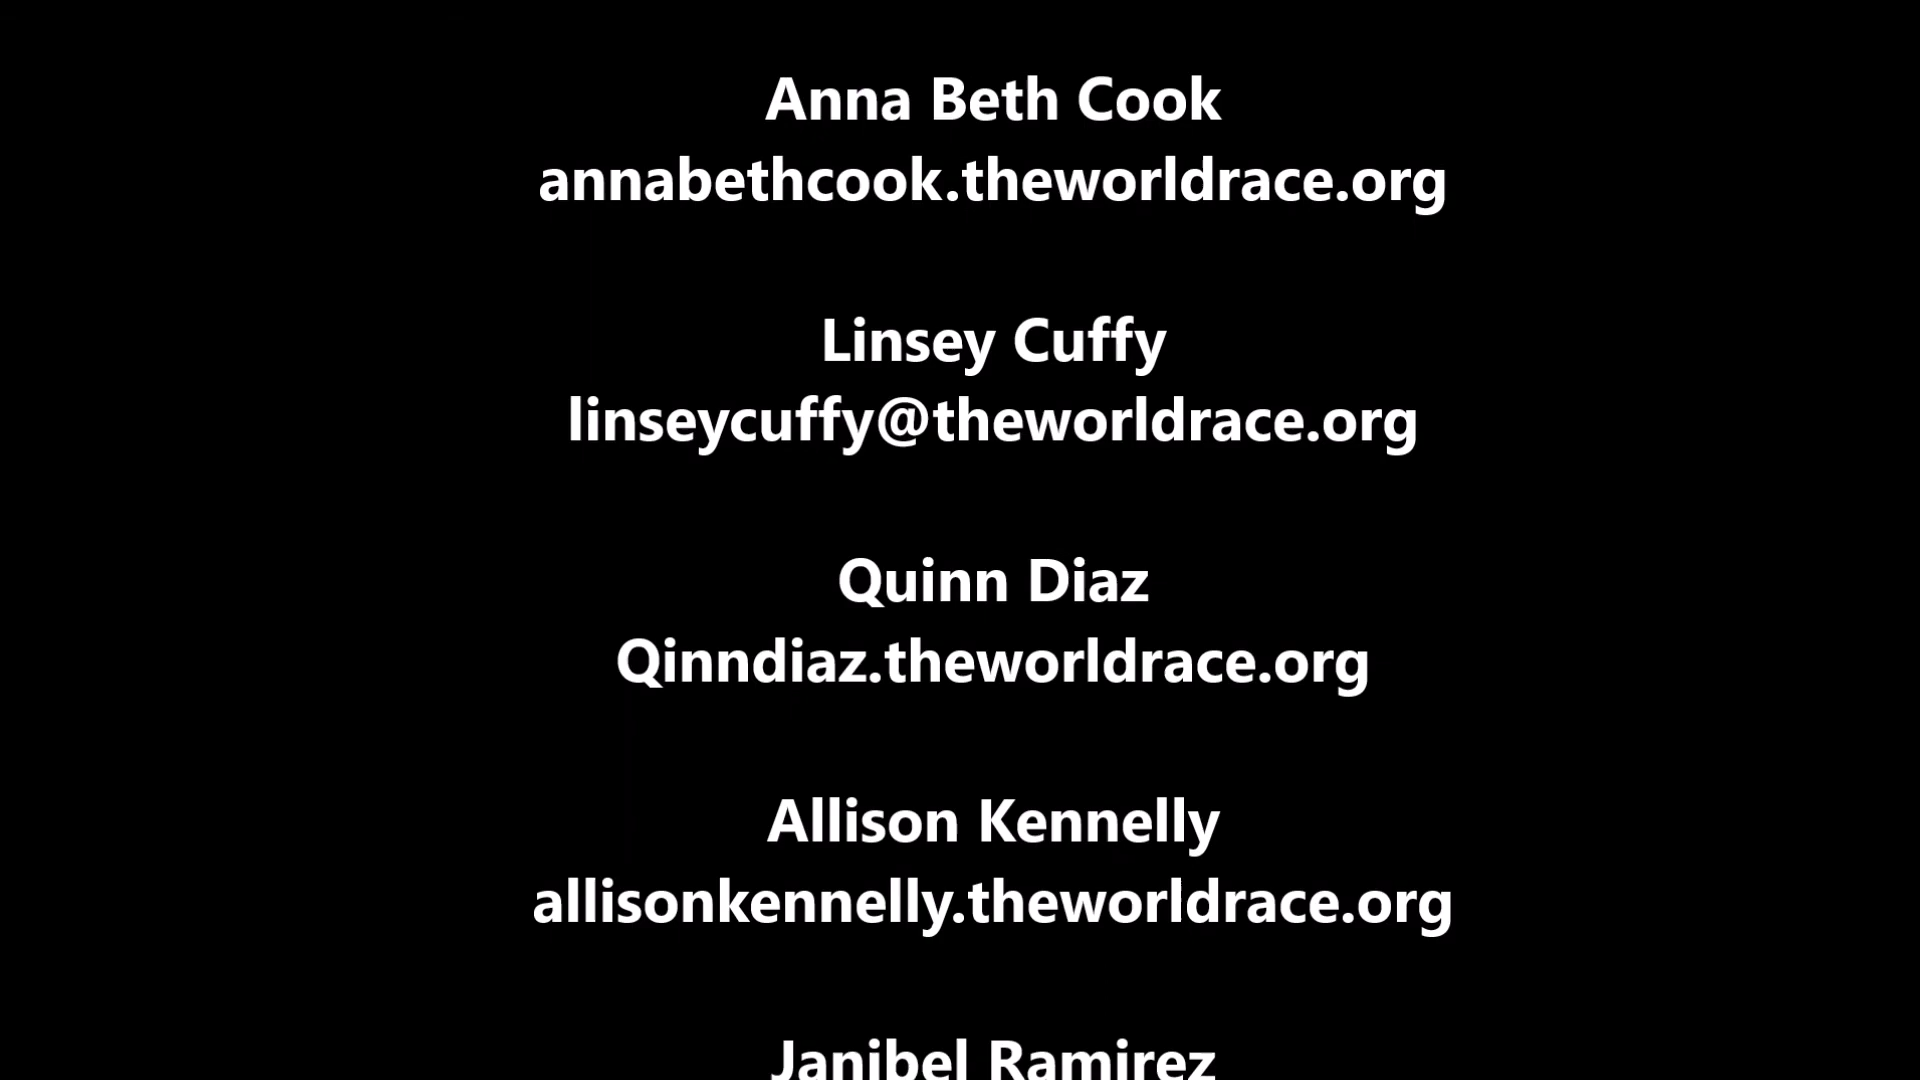 Anna Beth Cook
annabethcook.theworldrace.org
Linsey Cuffy
linseycuffy@theworldrace.org
Quinn Diaz
Qinndiaz.theworldrace.org
Allison Kennelly
allisonkennelly.theworldrace.org
Janibel Ramirez